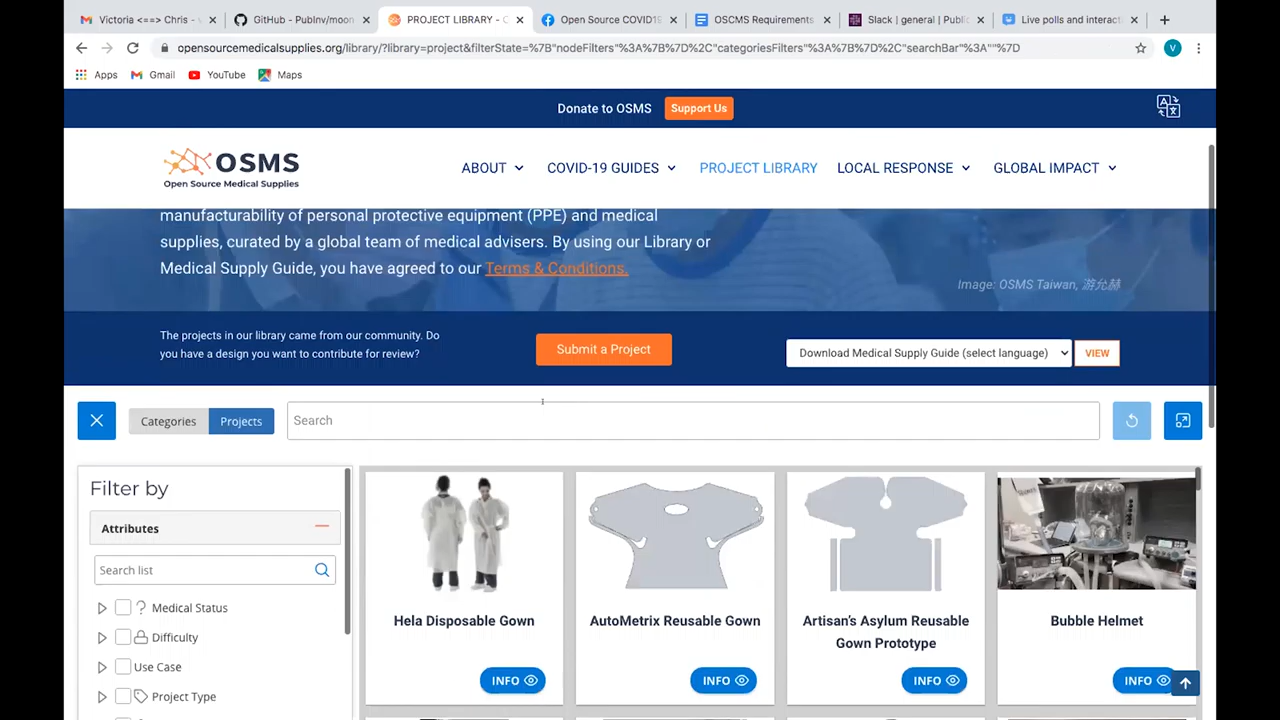 Victoria <==> Chris -
GitHub - PubInv/moon
PROJECT LIBRARY - O
Open Source COVID19
OSCMS Requirements
Slack | general | Public
Live polls and interact
opensourcemedicalsupplies.org/library/?library=project&filterState=%7B"nodeFilters"%3A%7B%7D%2C"categoriesFilters"%3A%7B%7D%2C"searchBar"%3A""%7D
V
Apps
Gmail
YouTube
Maps
Donate to OSMS
Support Us
OSMS
Open Source Medical Supplies
ABOUT
COVID-19 GUIDES
PROJECT LIBRARY
LOCAL RESPONSE
GLOBAL IMPACT
manufacturability of personal protective equipment (PPE) and medical
supplies, curated by a global team of medical advisers. By using our Library or
Medical Supply Guide, you have agreed to our Terms & Conditions.
Image: OSMS Taiwan, 游允赫
The projects in our library came from our community. Do
you have a design you want to contribute for review?
Submit a Project
Download Medical Supply Guide (select language)
VIEW
Categories
Projects
Search
Filter by
Attributes
Search list
Medical Status
Difficulty
Use Case
Project Type
Hela Disposable Gown
INFO
AutoMetrix Reusable Gown
INFO
Artisan's Asylum Reusable
Gown Prototype
INFO
Bubble Helmet
INFO